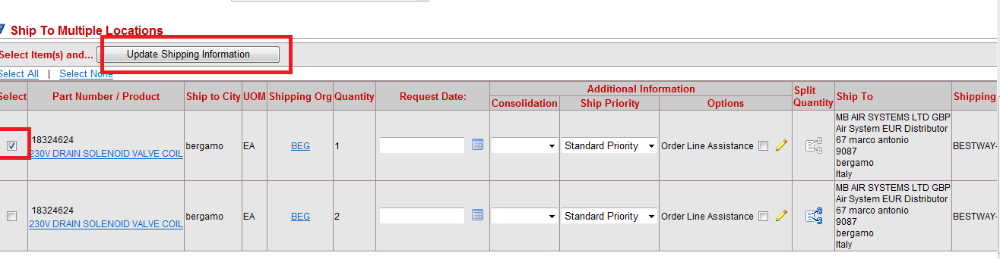 Ship To Multiple Locations
Select Item(s) and... Update Shipping Information
Select All | Select None
Select Part Number / Product Ship to City UOM Shipping Org Quantity Request Date: Additional Information Split Quantity Ship To Shipping
Consolidation Ship Priority Options
18324624
230V DRAIN SOLENOID VALVE COIL
bergamo EA BEG 1 Standard Priority Order Line Assistance
MB AIR SYSTEMS LTD GBP
Air System EUR Distributor
67 marco antonio
9087
bergamo
Italy
BESTWAY-
18324624
230V DRAIN SOLENOID VALVE COIL
bergamo EA BEG 2 Standard Priority Order Line Assistance
MB AIR SYSTEMS LTD GBP
Air System EUR Distributor
67 marco antonio
9087
bergamo
Italy
BESTWAY-